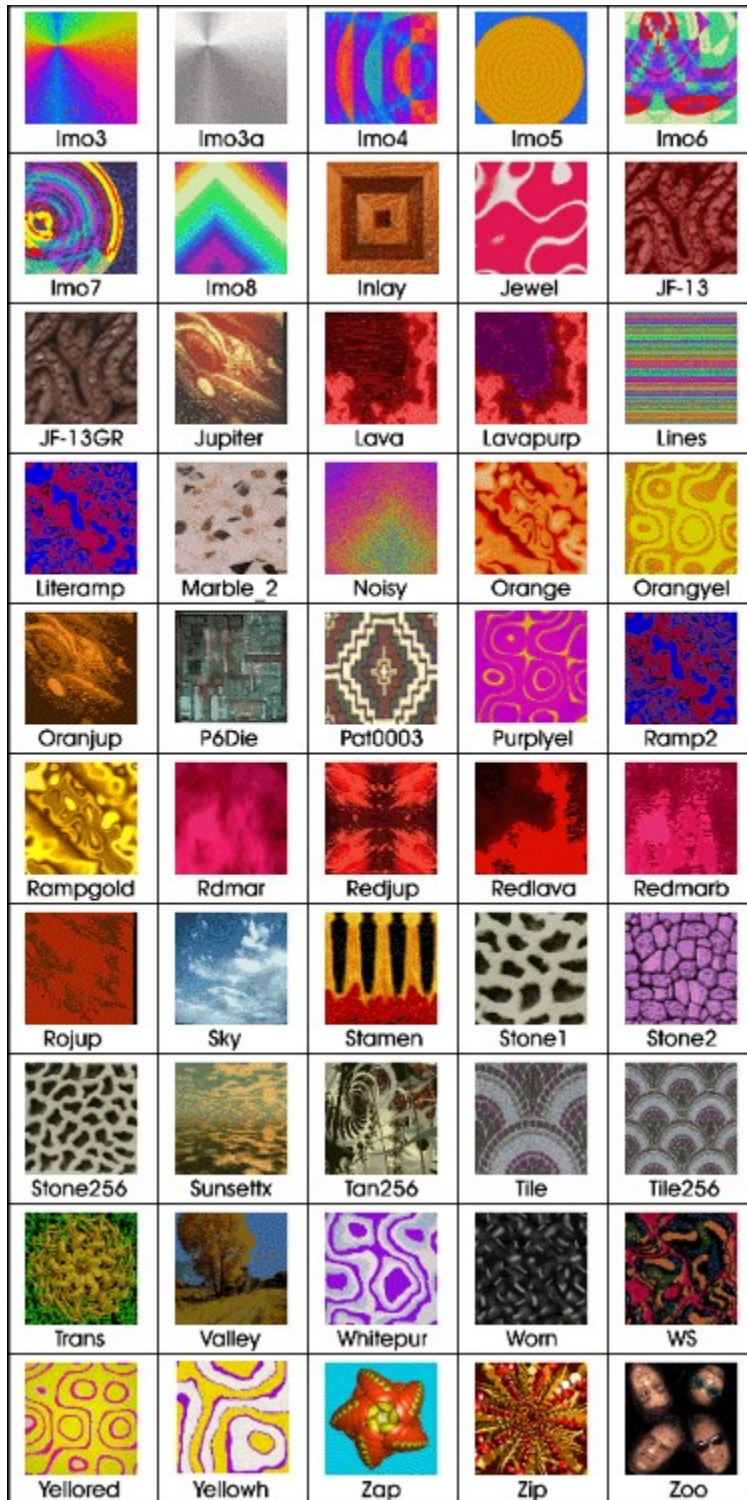 Imo3 Imo3a Imo4 Imo5 Imo6
Imo7 Imo8 Inlay Jewel JF-13
JF-13GR Jupiter Lava Lavapurp Lines
Literamp Marble_2 Noisy Orange Orangyel
Oranjup P6Die Pat0003 Purplyel Ramp2
Rampgold Rdmar Redjup Redlava Redmarb
Rojup Sky Stamen Stone1 Stone2
Stone256 Sunsettx Tan256 Tile Tile256
Trans Valley Whitepur Worn WS
Yellored Yellowh Zap Zip Zoo